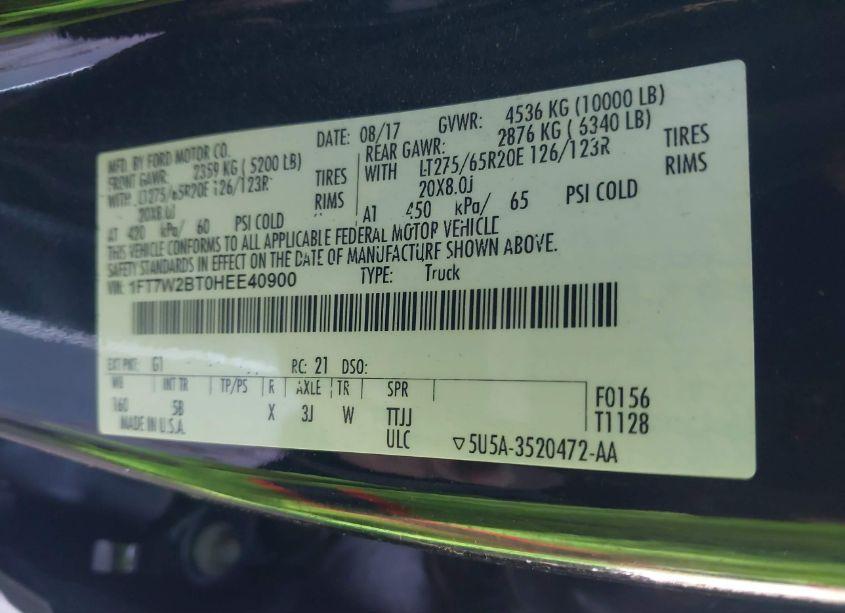 MFD. BY FORD MOTOR CO. DATE: 08/17 GVWR: 4536 KG (10000 LB)
FRONT GAWR: 2359 KG ( 5200 LB) REAR GAWR: 2876 KG ( 6340 LB)
WITH LT275/65R20E 126/123R TIRES WITH LT275/65R20E 126/123R TIRES
20X8.0J RIMS 20X8.0J RIMS
AT 420 kPa/ 60 PSI COLD AT 450 kPa/ 65 PSI COLD
THIS VEHICLE CONFORMS TO ALL APPLICABLE FEDERAL MOTOR VEHICLE
SAFETY STANDARDS IN EFFECT ON THE DATE OF MANUFACTURE SHOWN ABOVE.
VIN: 1FT7W2BT0HEE40900 TYPE: Truck
EXT PNT: G1 RC: 21 DSO:
WB INT TR TP/PS R AXLE TR SPR
160 SB X 3J W TTJJ
MADE IN U.S.A. ULC
F0156
T1128
▽5U5A-3520472-AA